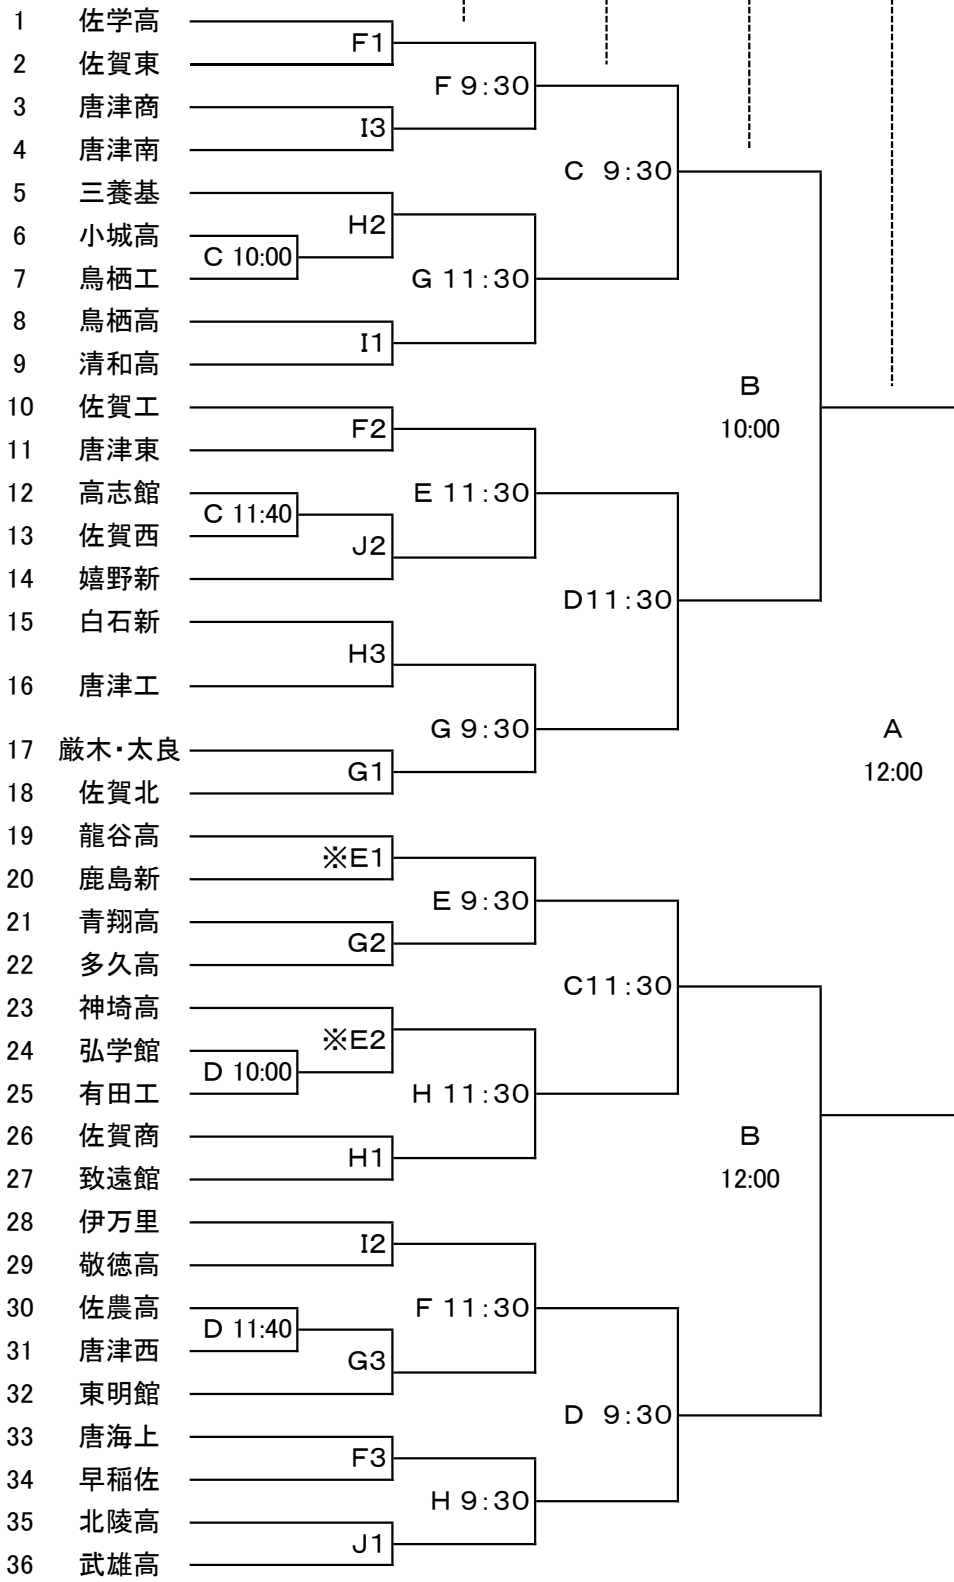 1 佐学高
F1
2 佐賀東
F 9:30
3 唐津商
I3
4 唐津南
C 9:30
5 三養基
H2
6 小城高
C 10:00
7 鳥栖工
G 11:30
8 鳥栖高
I1
9 清和高
B
10:00
10 佐賀工
F2
11 唐津東
12 高志館
E 11:30
C 11:40
13 佐賀西
J2
14 嬉野新
D11:30
15 白石新
H3
16 唐津工
G 9:30
A
12:00
17 厳木・太良
G1
18 佐賀北
19 龍谷高
※E1
20 鹿島新
E 9:30
21 青翔高
G2
22 多久高
C11:30
23 神埼高
※E2
24 弘学館
D 10:00
25 有田工
H 11:30
26 佐賀商
H1
27 致遠館
B
12:00
28 伊万里
I2
29 敬徳高
30 佐農高
F 11:30
D 11:40
31 唐津西
G3
32 東明館
D 9:30
33 唐海上
F3
34 早稲佐
H 9:30
35 北陵高
J1
36 武雄高